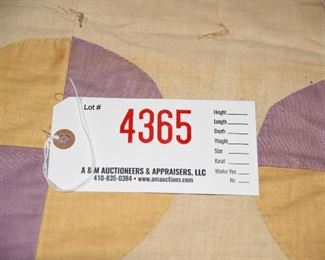 Lot #
4365
Height
Length
Depth
Weight
Size
Karat
Works: Yes
No
A & M AUCTIONEERS & APPRAISERS, LLC
410-835-0384 • www.amauctions.com